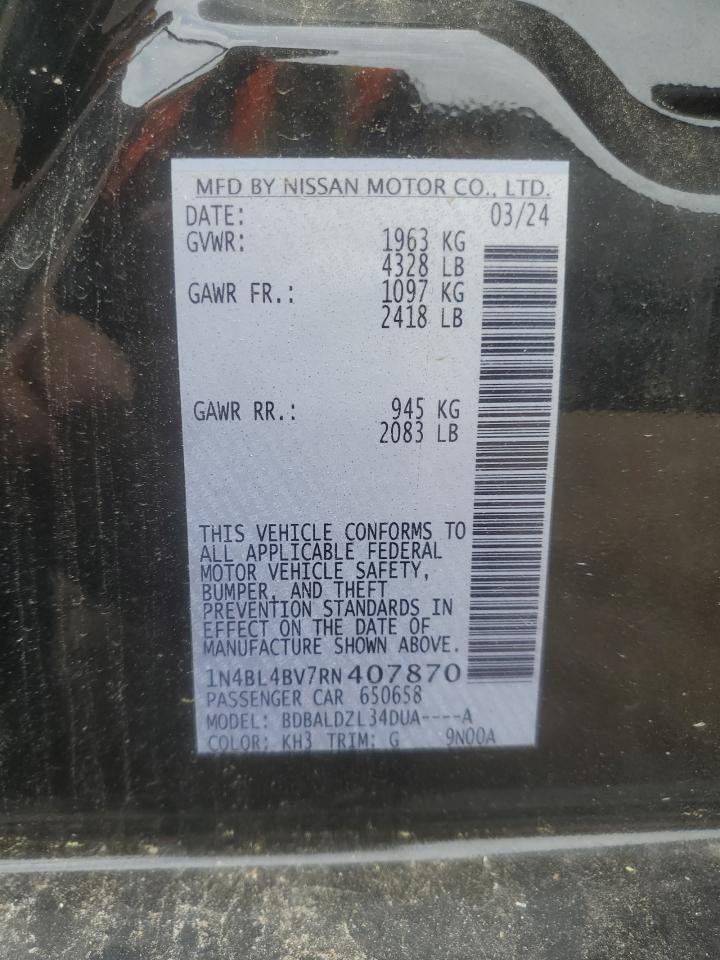 MFD BY NISSAN MOTOR CO., LTD.
DATE: 03/24
GVWR: 1963 KG
4328 LB
GAWR FR.: 1097 KG
2418 LB
GAWR RR.: 945 KG
2083 LB
THIS VEHICLE CONFORMS TO
ALL APPLICABLE FEDERAL
MOTOR VEHICLE SAFETY,
BUMPER, AND THEFT
PREVENTION STANDARDS IN
EFFECT ON THE DATE OF
MANUFACTURE SHOWN ABOVE.
1N4BL4BV7RN407870
PASSENGER CAR 650658
MODEL: BDBALDZL34DUA----A
COLOR: KH3 TRIM: G 9N00A